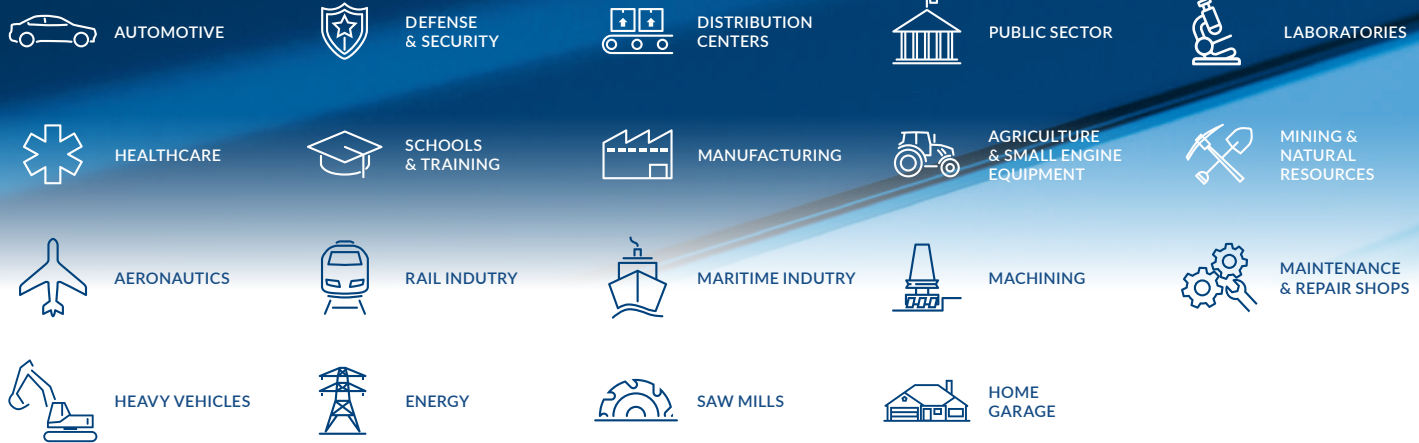 AUTOMOTIVE
DEFENSE
& SECURITY
DISTRIBUTION
CENTERS
PUBLIC SECTOR
LABORATORIES
HEALTHCARE
SCHOOLS
& TRAINING
MANUFACTURING
AGRICULTURE
& SMALL ENGINE
EQUIPMENT
MINING &
NATURAL
RESOURCES
AERONAUTICS
RAIL INDUTRY
MARITIME INDUTRY
MACHINING
MAINTENANCE
& REPAIR SHOPS
HEAVY VEHICLES
ENERGY
SAW MILLS
HOME
GARAGE